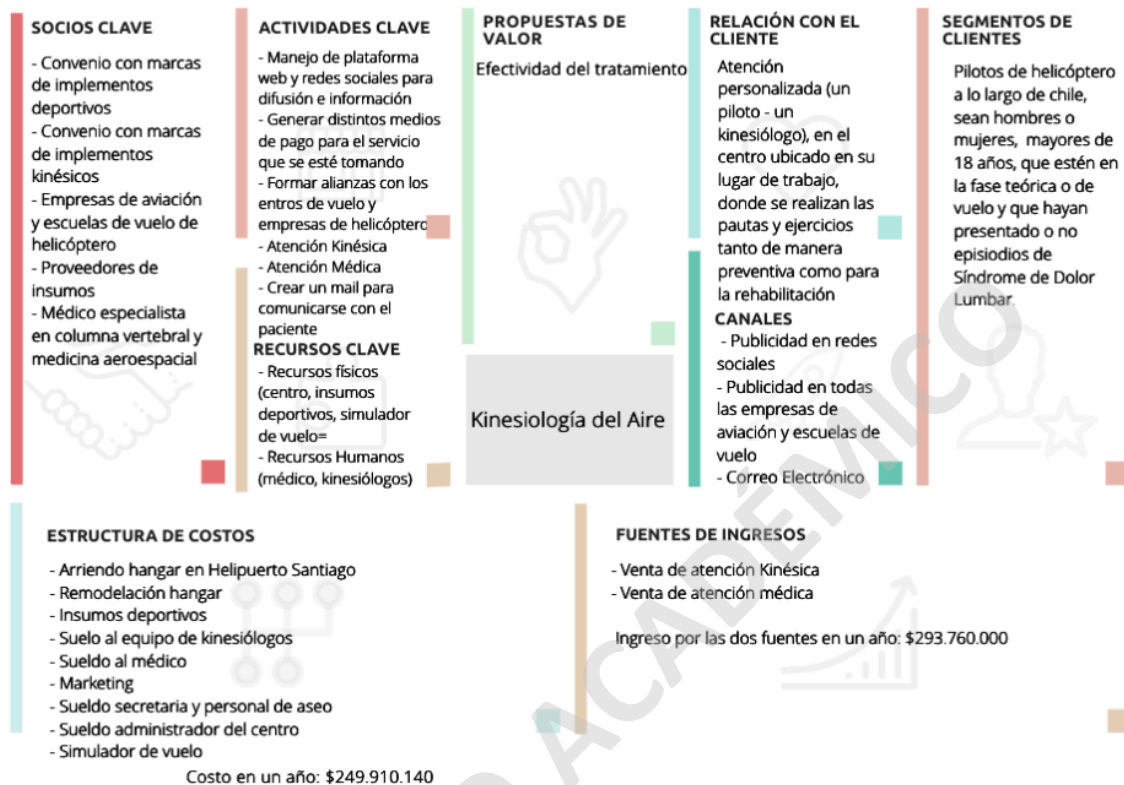 SOCIOS CLAVE
- Convenio con marcas
de implementos
deportivos
- Convenio con marcas
de implementos
kinésicos
- Empresas de aviación
y escuelas de vuelo de
helicóptero
- Proveedores de
insumos
- Médico especialista
en columna vertebral y
medicina aeroespacial
ACTIVIDADES CLAVE
- Manejo de plataforma
web y redes sociales para
difusión e información
- Generar distintos medios
de pago para el servicio
que se esté tomando
- Formar alianzas con los
entros de vuelo y
empresas de helicóptero
- Atención Kinésica
- Atención Médica
- Crear un mail para
comunicarse con el
paciente
RECURSOS CLAVE
- Recursos físicos
(centro, insumos
deportivos, simulador
de vuelo=
- Recursos Humanos
(médico, kinesiólogos)
PROPUESTAS DE
VALOR
Efectividad del tratamiento
Kinesiología del Aire
RELACIÓN CON EL
CLIENTE
Atención
personalizada (un
piloto - un
kinesiólogo), en el
centro ubicado en su
lugar de trabajo,
donde se realizan las
pautas y ejercicios
tanto de manera
preventiva como para
la rehabilitación
CANALES
- Publicidad en redes
sociales
- Publicidad en todas
las empresas de
aviación y escuelas de
vuelo
- Correo Electrónico
SEGMENTOS DE
CLIENTES
Pilotos de helicóptero
a lo largo de chile,
sean hombres o
mujeres, mayores de
18 años, que estén en
la fase teórica o de
vuelo y que hayan
presentado o no
episiodios de
Síndrome de Dolor
Lumbar.
ESTRUCTURA DE COSTOS
- Arriendo hangar en Helipuerto Santiago
- Remodelación hangar
- Insumos deportivos
- Suelo al equipo de kinesiólogos
- Sueldo al médico
- Marketing
- Sueldo secretaria y personal de aseo
- Sueldo administrador del centro
- Simulador de vuelo
Costo en un año: $249.910.140
FUENTES DE INGRESOS
- Venta de atención Kinésica
- Venta de atención médica
Ingreso por las dos fuentes en un año: $293.760.000
ACADÉMICO